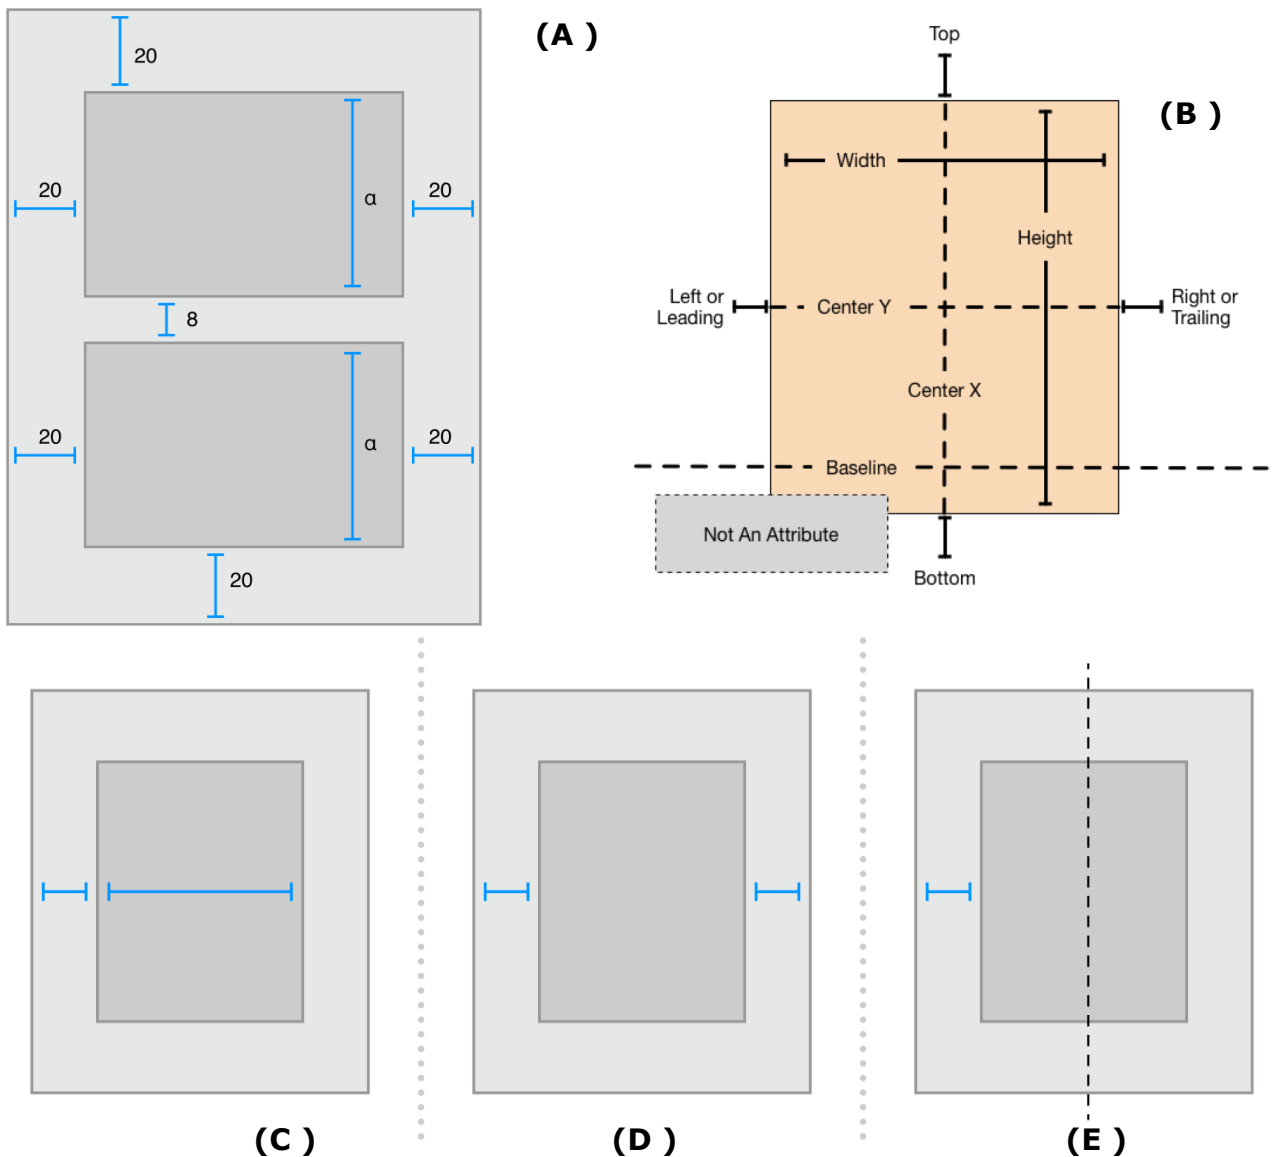 20
20
α
20
8
20
α
20
20
(A )
Top
(B )
Width
Height
Left or
Leading
Center Y
Right or
Trailing
Center X
Baseline
Not An Attribute
Bottom
(C )
(D )
(E )